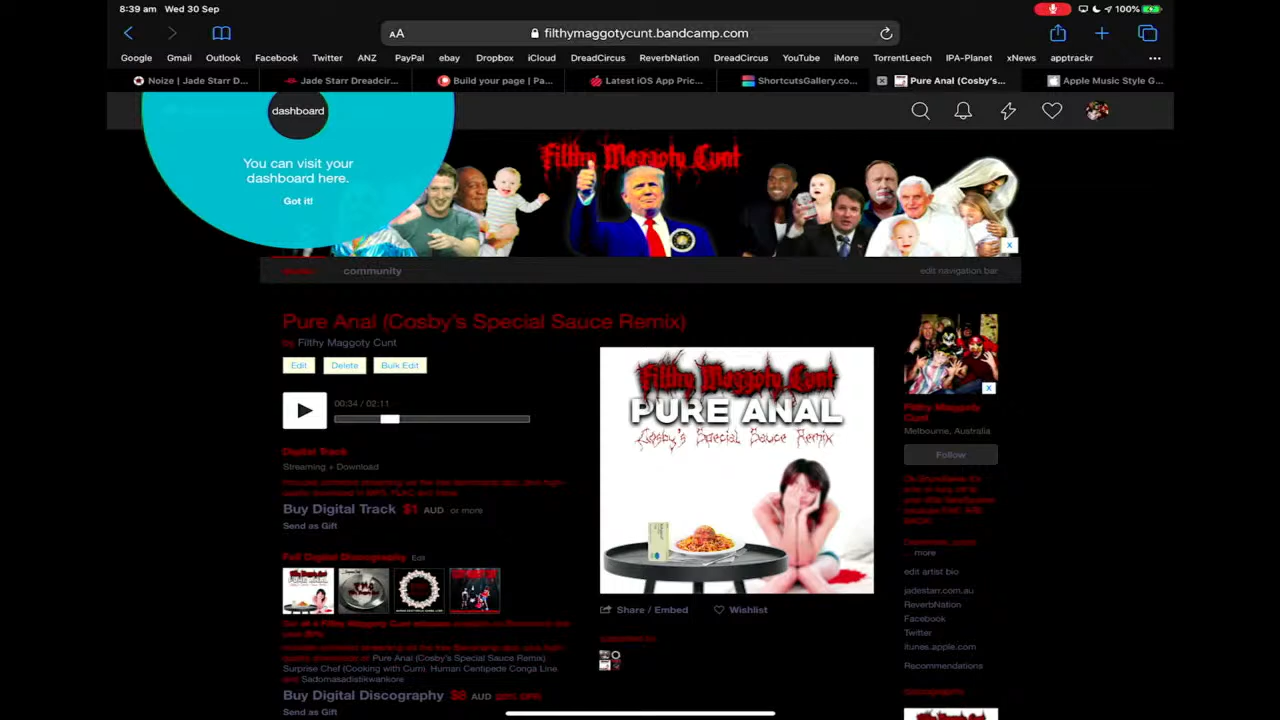 8:39 am Wed 30 Sep
100%
AA
filthymaggotycunt.bandcamp.com
Google Gmail Outlook Facebook Twitter ANZ PayPal ebay Dropbox iCloud DreadCircus ReverbNation DreadCircus YouTube iMore TorrentLeech IPA-Planet xNews apptrackr
Noize | Jade Starr D...
Jade Starr Dreadcir...
Build your page | Pa...
Latest iOS App Pric...
ShortcutsGallery.co...
Pure Anal (Cosby's...
Apple Music Style G...
dashboard
You can visit your
dashboard here.
Got it!
Filthy Maggoty Cunt
X
community
edit navigation bar
Pure Anal (Cosby's Special Sauce Remix)
by Filthy Maggoty Cunt
Edit
Delete
Bulk Edit
00:34 / 02:11
Digital Track
Streaming + Download
Buy Digital Track $1 AUD or more
Send as Gift
Full Digital Discography Edit
Pure Anal (Cosby's Special Sauce Remix)
Surprise Chef (Cooking with Cum), Human Centipede Conga Line,
and Sadomasadistikwankore
Buy Digital Discography $8 AUD
Send as Gift
Filthy Maggoty Cunt
PURE ANAL
Cosby's Special Sauce Remix
Share / Embed
Wishlist
X
Filthy Maggoty
Cunt
Melbourne, Australia
Follow
... more
edit artist bio
jadestarr.com.au
ReverbNation
Facebook
Twitter
itunes.apple.com
Recommendations